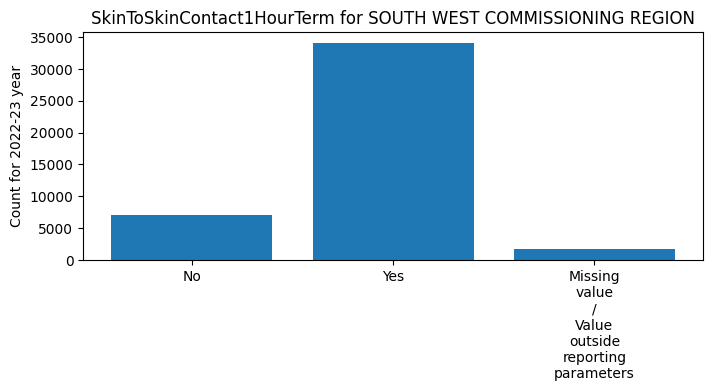 SkinToSkinContact1HourTerm for SOUTH WEST COMMISSIONING REGION
Count for 2022-23 year
35000
30000
25000
20000
15000
10000
5000
0
No
Yes
Missing
value
/
Value
outside
reporting
parameters